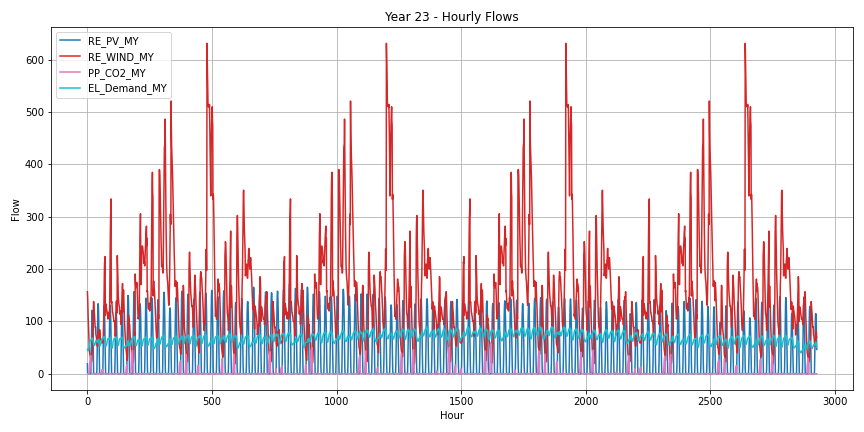 Year 23 - Hourly Flows
RE_PV_MY
RE_WIND_MY
PP_CO2_MY
EL_Demand_MY
Flow
600
500
400
300
200
100
0
0
500
1000
1500
2000
2500
3000
Hour